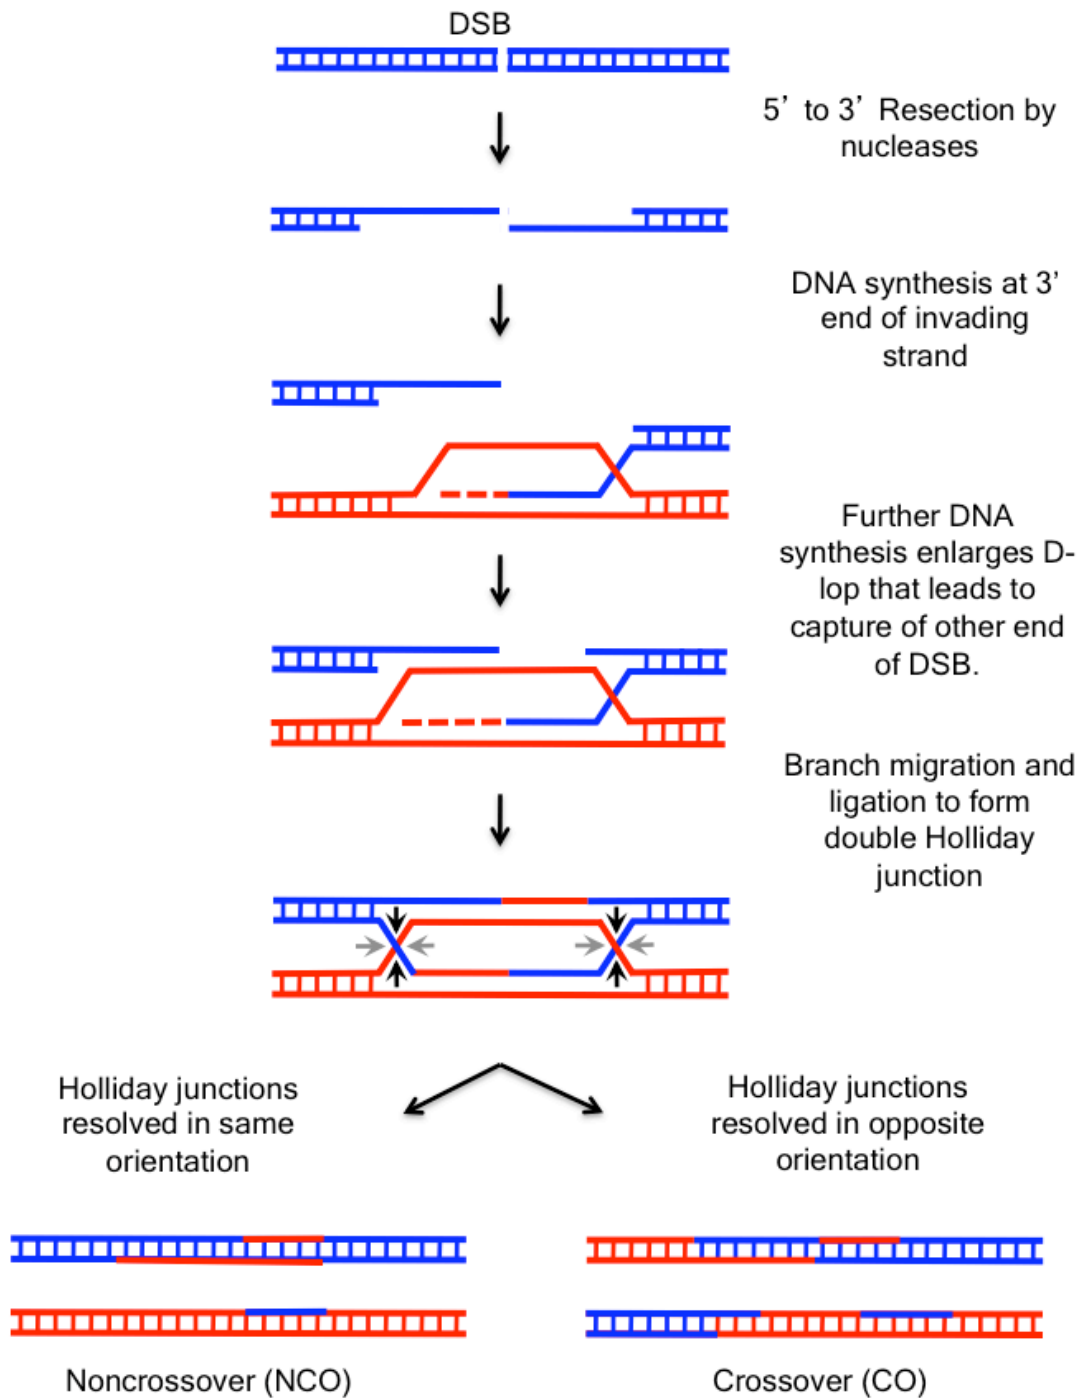 DSB
5’ to 3’ Resection by
nucleases
DNA synthesis at 3’
end of invading
strand
Further DNA
synthesis enlarges D-
lop that leads to
capture of other end
of DSB.
Branch migration and
ligation to form
double Holliday
junction
Holliday junctions
resolved in same
orientation
Holliday junctions
resolved in opposite
orientation
Noncrossover (NCO)
Crossover (CO)